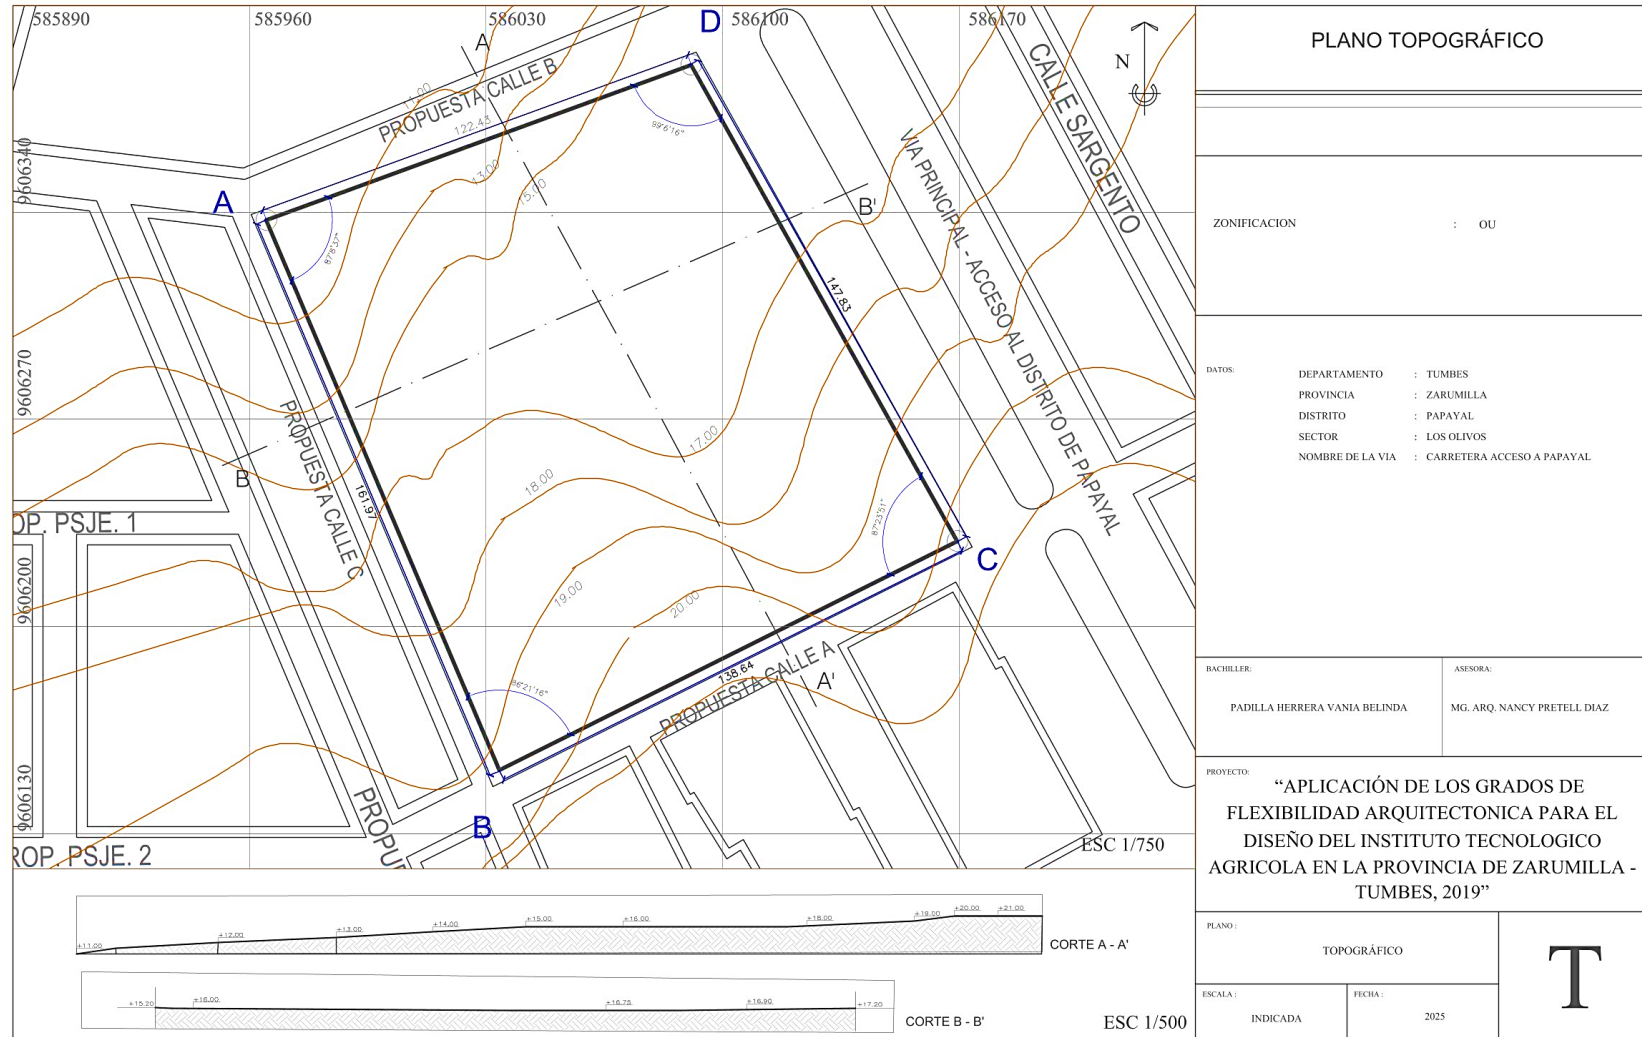 585890
585960
586030
586100
586170
9606340
9606270
9606200
9606130
D
A
B
C
A
A'
B
B'
N
PROPUESTA CALLE B
CALLE SARGENTO
VIA PRINCIPAL - ACCESO AL DISTRITO DE PAPAYAL
PROPUESTA CALLE C
PROPUESTA CALLE A
OP. PSJE. 1
ROP. PSJE. 2
PROPUE
11.00
13.00
15.00
17.00
18.00
19.00
20.00
122.43
147.83
161.97
138.64
99°6'16"
87°8'37"
87°23'51"
86°21'16"
ESC 1/750
+11.00
+12.00
+13.00
+14.00
+15.00
+16.00
+18.00
+19.00
+20.00
+21.00
CORTE A - A'
+15.20
+16.00
+16.75
+16.90
+17.20
CORTE B - B'
ESC 1/500
PLANO TOPOGRÁFICO
ZONIFICACION : OU
DATOS:
DEPARTAMENTO : TUMBES
PROVINCIA : ZARUMILLA
DISTRITO : PAPAYAL
SECTOR : LOS OLIVOS
NOMBRE DE LA VIA : CARRETERA ACCESO A PAPAYAL
BACHILLER:
PADILLA HERRERA VANIA BELINDA
ASESORA:
MG. ARQ. NANCY PRETELL DIAZ
PROYECTO:
“APLICACIÓN DE LOS GRADOS DE
FLEXIBILIDAD ARQUITECTONICA PARA EL
DISEÑO DEL INSTITUTO TECNOLOGICO
AGRICOLA EN LA PROVINCIA DE ZARUMILLA -
TUMBES, 2019”
PLANO :
TOPOGRÁFICO
ESCALA :
INDICADA
FECHA :
2025
T